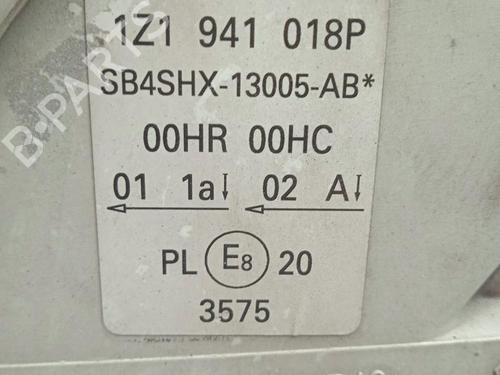 1Z1 941 018P
SB4SHX-13005-AB*
00HR 00HC
01 1a↓ 02 A↓
PL E8 20
3575
B-PARTS